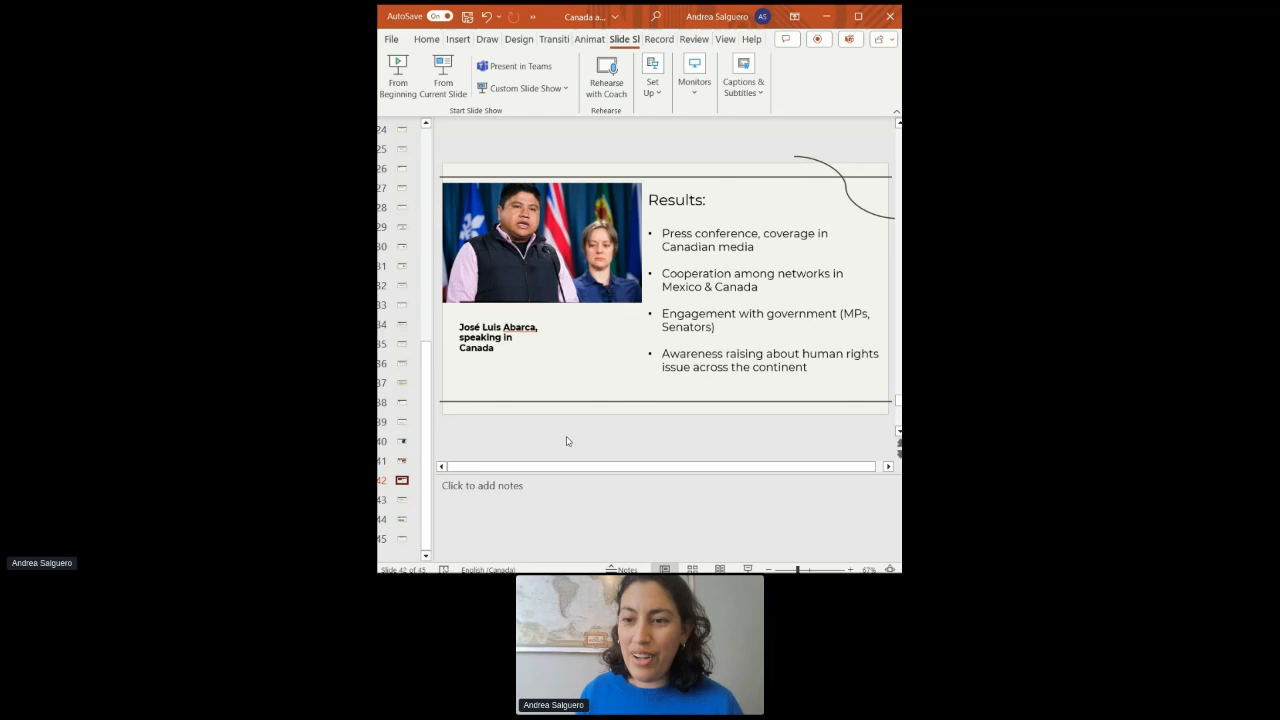 AutoSave On Canada a... Andrea Salguero AS
File Home Insert Draw Design Transiti Animat Slide Sl Record Review View Help
From Beginning
From Current Slide
Present in Teams
Custom Slide Show
Rehearse with Coach
Set Up
Monitors
Captions & Subtitles
Start Slide Show
Rehearse
24
25
26
27
28
29
30
31
32
33
34
35
36
37
38
39
40
41
42
43
44
45
Results:
• Press conference, coverage in
Canadian media
• Cooperation among networks in
Mexico & Canada
• Engagement with government (MPs,
Senators)
• Awareness raising about human rights
issue across the continent
José Luis Abarca,
speaking in
Canada
Click to add notes
Slide 42 of 45 English (Canada) Notes 67%
Andrea Salguero
Andrea Salguero